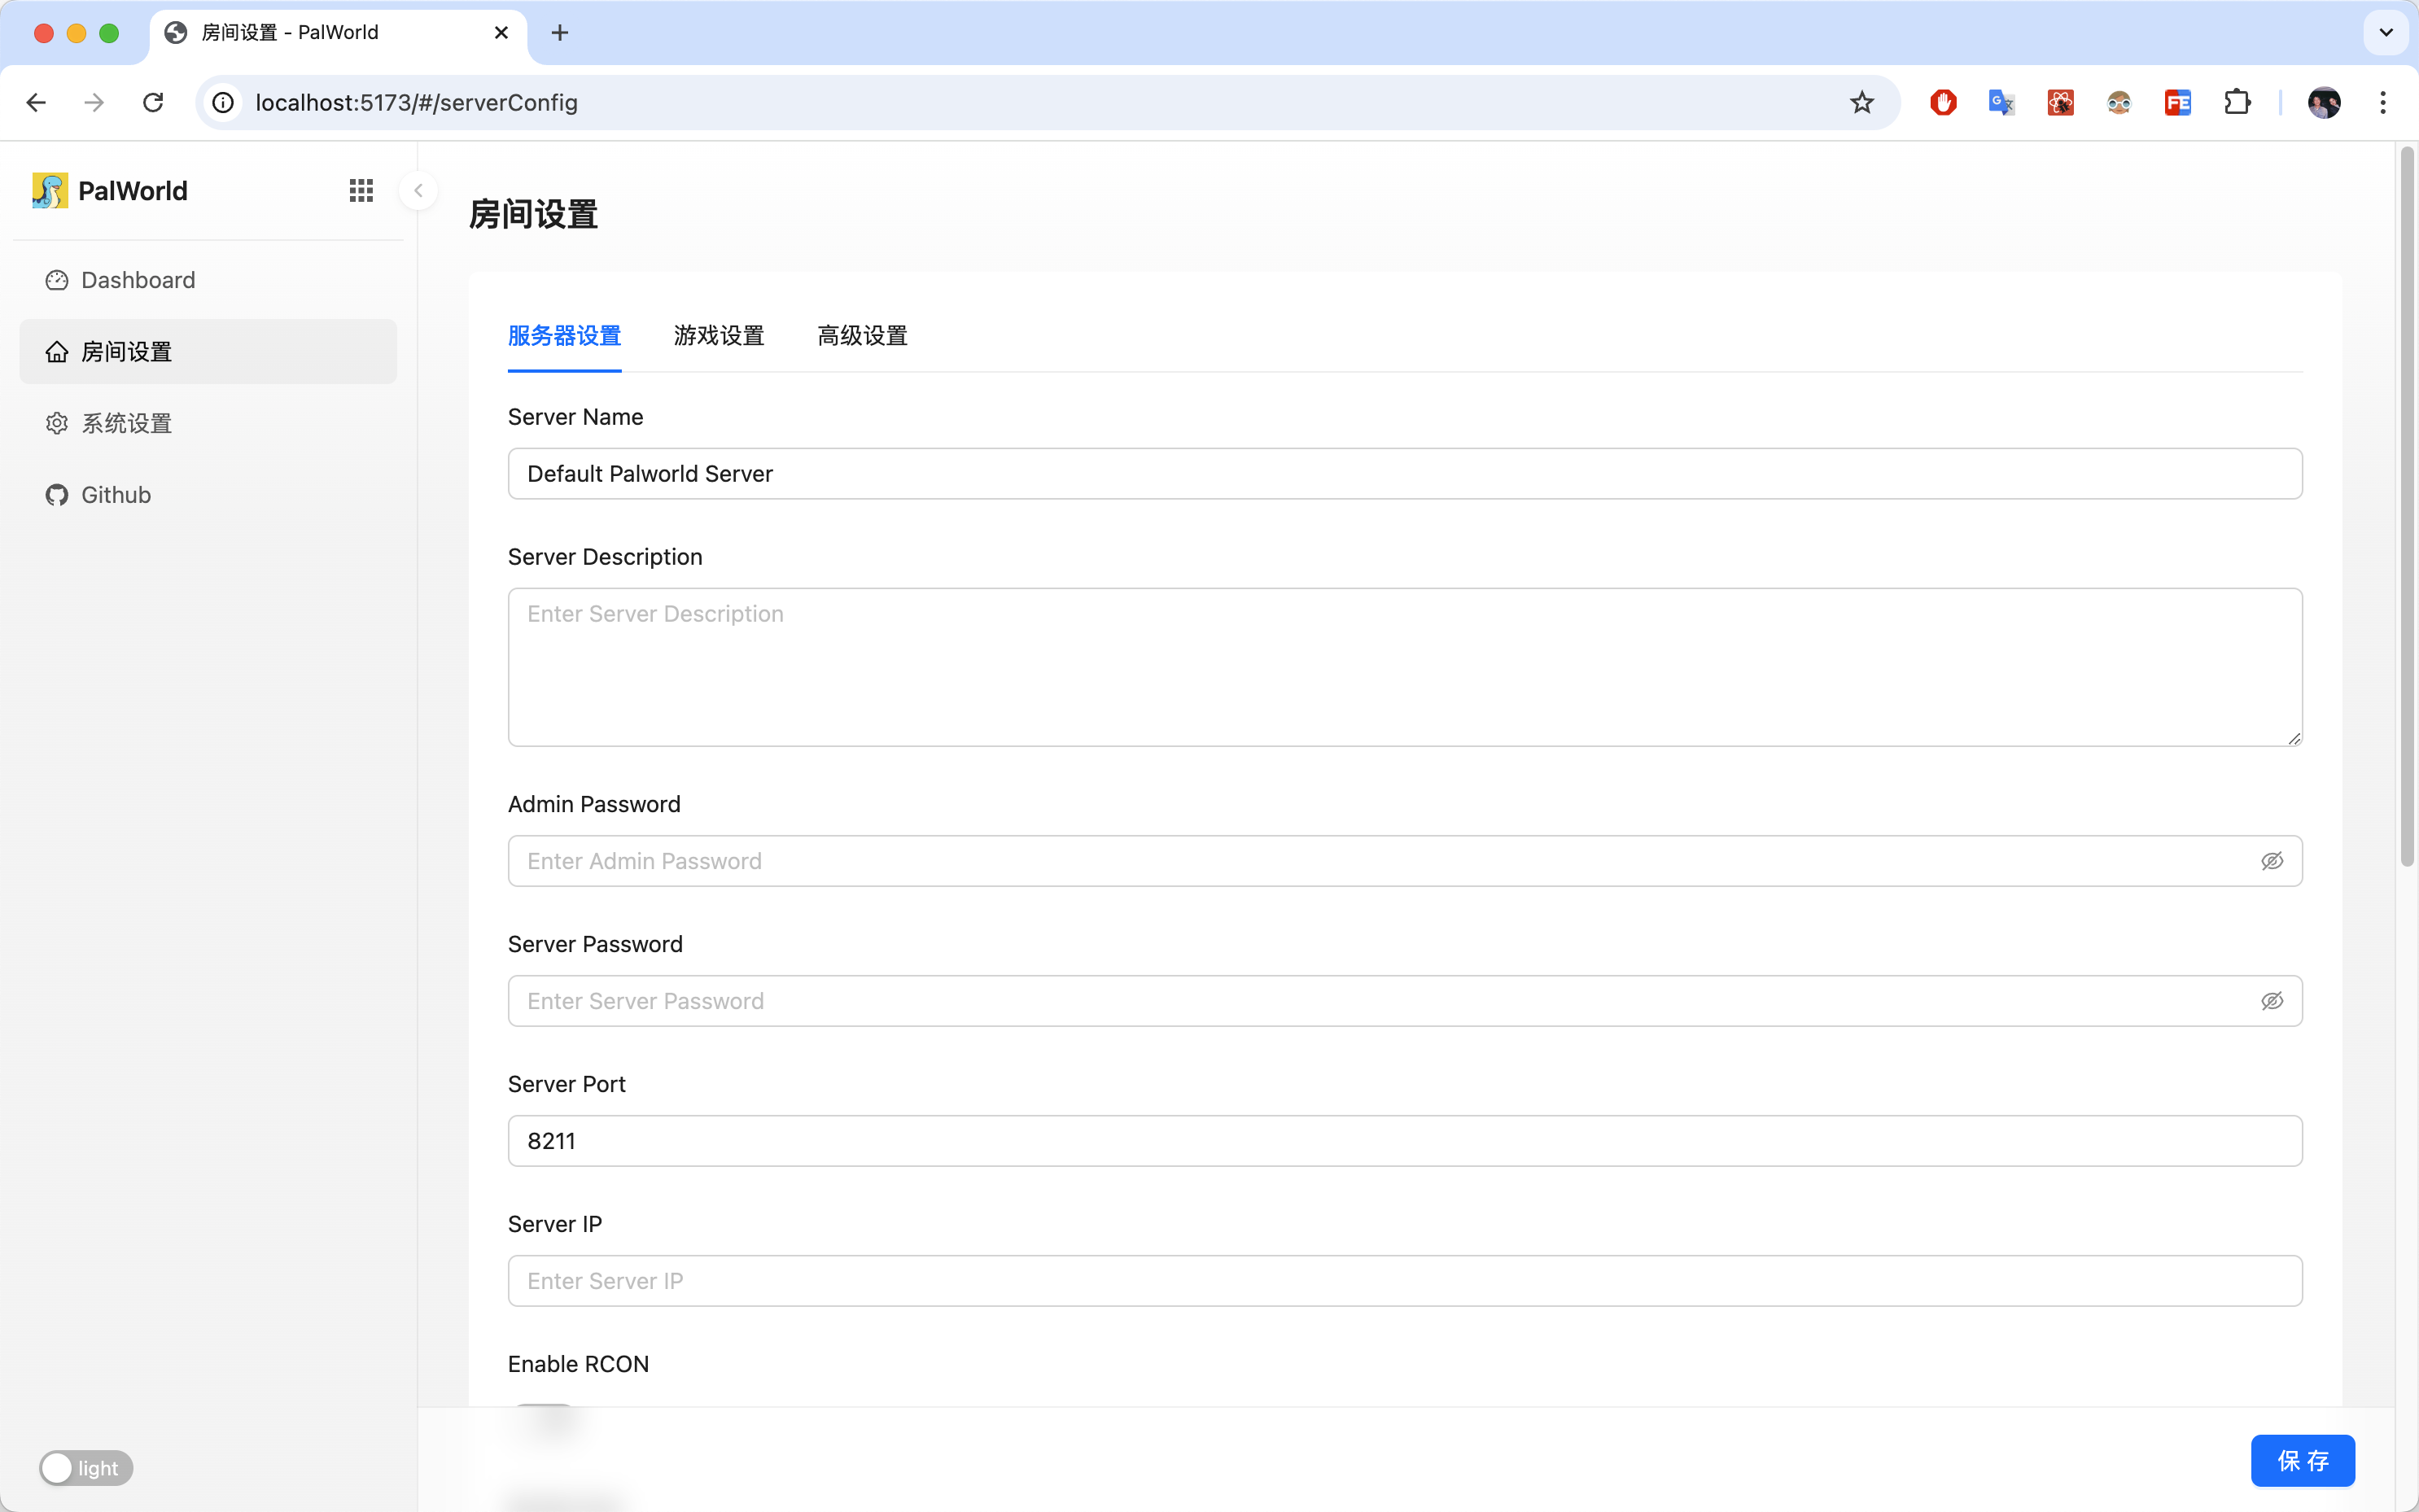 房间设置 - PalWorld
localhost:5173/#/serverConfig
FE
PalWorld
Dashboard
房间设置
系统设置
Github
light
房间设置
服务器设置 游戏设置 高级设置
Server Name
Default Palworld Server
Server Description
Enter Server Description
Admin Password
Enter Admin Password
Server Password
Enter Server Password
Server Port
8211
Server IP
Enter Server IP
Enable RCON
保 存